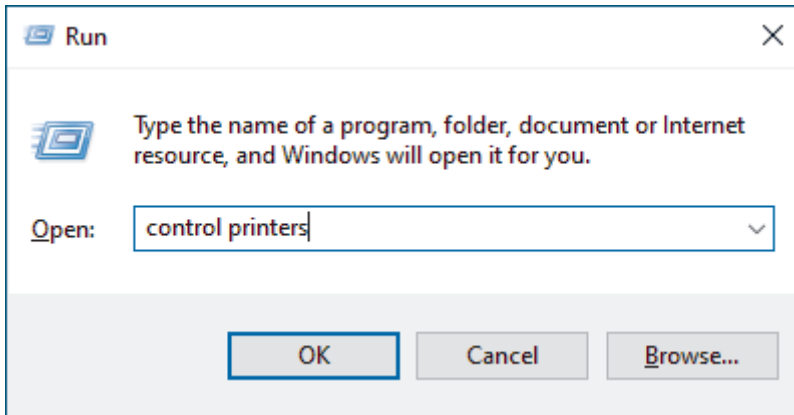 Run
Type the name of a program, folder, document or Internet
resource, and Windows will open it for you.
Open: control printers
OK Cancel Browse...